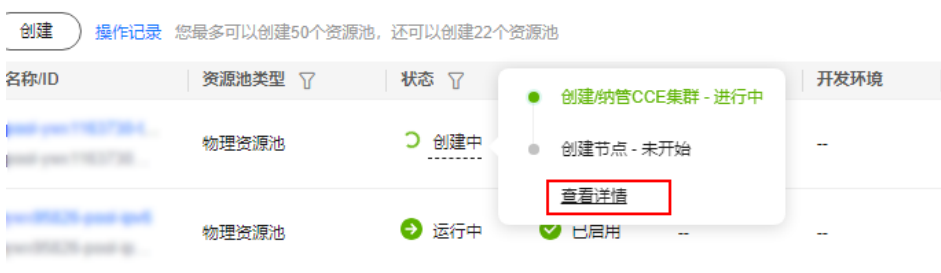 创建 操作记录 您最多可以创建50个资源池，还可以创建22个资源池
名称/ID 资源池类型 状态 开发环境
创建/纳管CCE集群 - 进行中
物理资源池 创建中 --
创建节点 - 未开始
查看详情
物理资源池 运行中 已启用 -- --